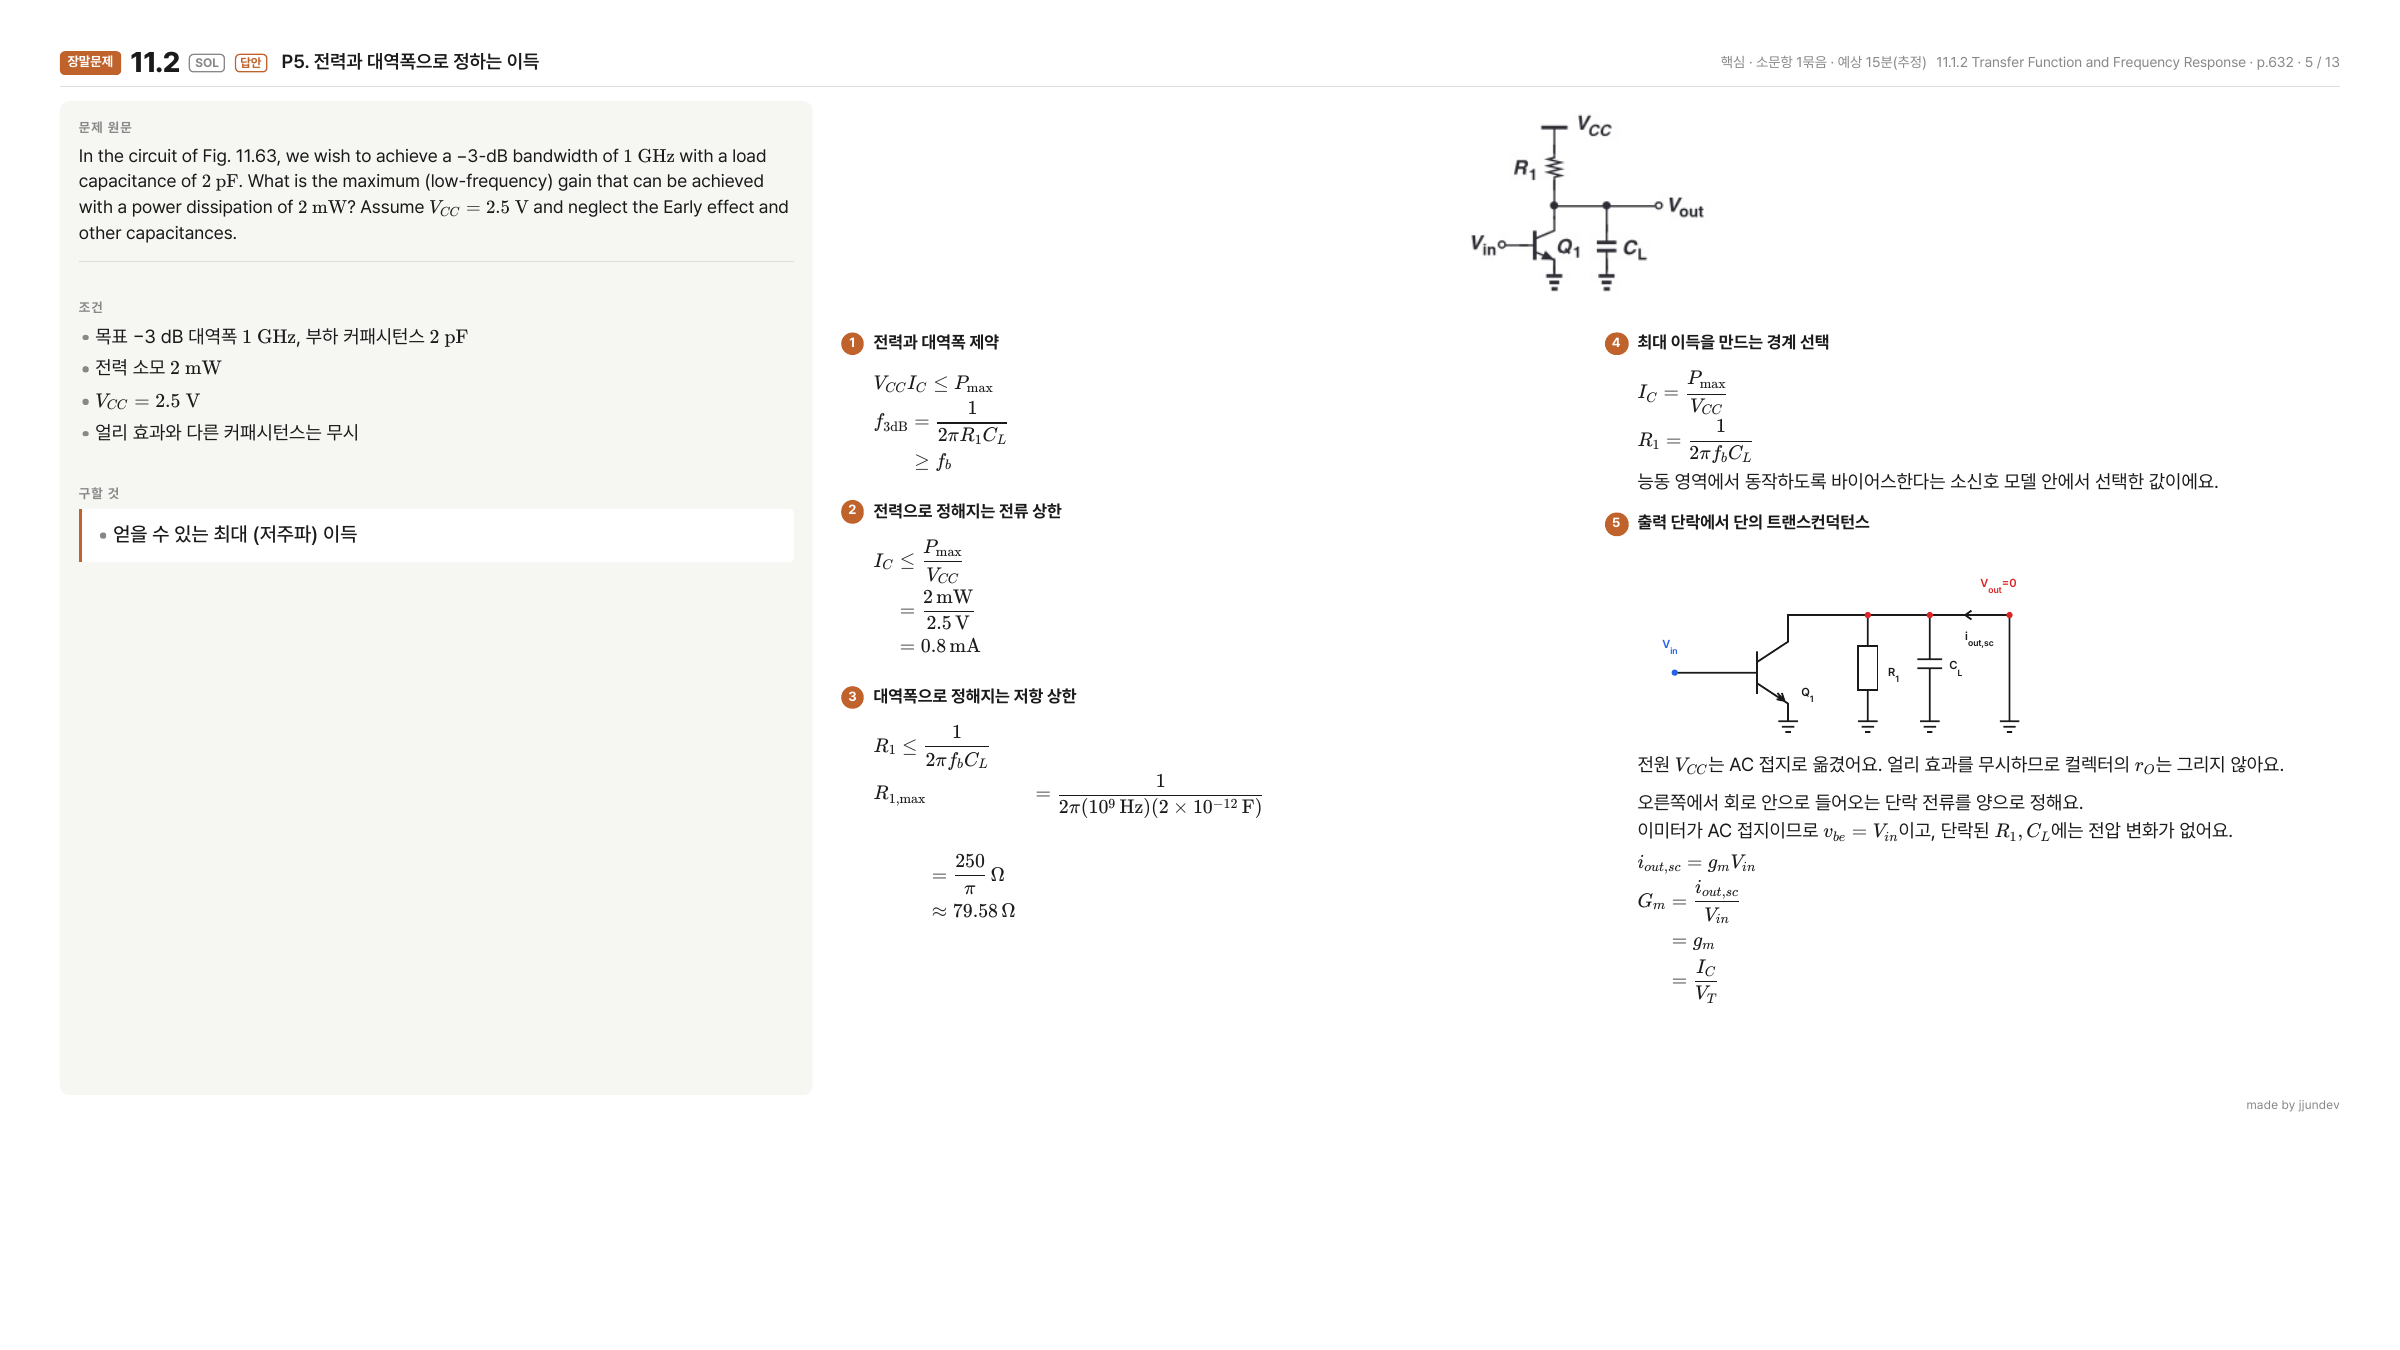 장말문제 11.2 SOL 답안 P5. 전력과 대역폭으로 정하는 이득
핵심 · 소문항 1묶음 · 예상 15분(추정) 11.1.2 Transfer Function and Frequency Response · p.632 · 5 / 13
문제 원문
In the circuit of Fig. 11.63, we wish to achieve a −3-dB bandwidth of 1 GHz with a load
capacitance of 2 pF. What is the maximum (low-frequency) gain that can be achieved
with a power dissipation of 2 mW? Assume V_CC = 2.5 V and neglect the Early effect and
other capacitances.
조건
• 목표 −3 dB 대역폭 1 GHz, 부하 커패시턴스 2 pF
• 전력 소모 2 mW
• V_CC = 2.5 V
• 얼리 효과와 다른 커패시턴스는 무시
구할 것
• 얻을 수 있는 최대 (저주파) 이득
V_CC
R_1
V_out
V_in
Q_1
C_L
1 전력과 대역폭 제약
V_CC I_C ≤ P_max
f_3dB = 1 / (2πR_1C_L)
≥ f_b
2 전력으로 정해지는 전류 상한
I_C ≤ P_max / V_CC
= 2 mW / 2.5 V
= 0.8 mA
3 대역폭으로 정해지는 저항 상한
R_1 ≤ 1 / (2πf_bC_L)
R_1,max = 1 / (2π(10^9 Hz)(2 × 10^−12 F))
= 250/π Ω
≈ 79.58 Ω
4 최대 이득을 만드는 경계 선택
I_C = P_max / V_CC
R_1 = 1 / (2πf_bC_L)
능동 영역에서 동작하도록 바이어스한다는 소신호 모델 안에서 선택한 값이에요.
5 출력 단락에서 단의 트랜스컨덕턴스
V_out=0
i_out,sc
V_in
Q_1
R_1
C_L
전원 V_CC는 AC 접지로 옮겼어요. 얼리 효과를 무시하므로 컬렉터의 r_O는 그리지 않아요.
오른쪽에서 회로 안으로 들어오는 단락 전류를 양으로 정해요.
이미터가 AC 접지이므로 v_be = V_in이고, 단락된 R_1, C_L에는 전압 변화가 없어요.
i_out,sc = g_m V_in
G_m = i_out,sc / V_in
= g_m
= I_C / V_T
made by jjundev